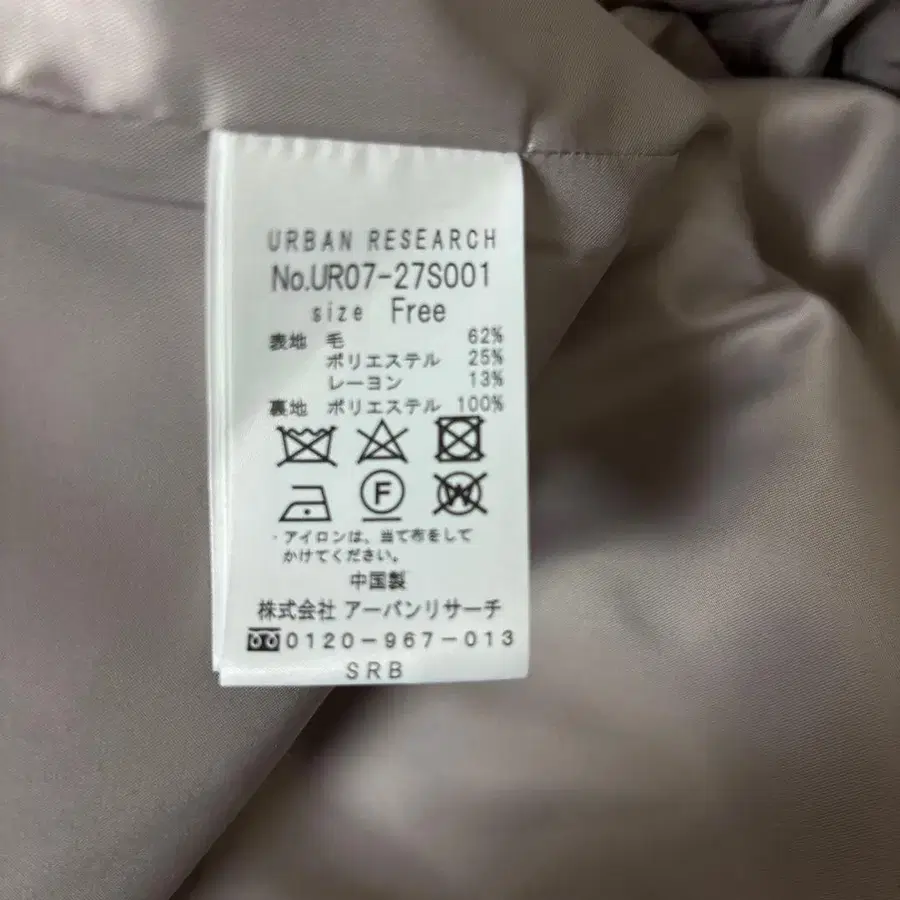 URBAN RESEARCH
No.UR07-27S001
size Free
表地 毛 62%
ポリエステル 25%
レーヨン 13%
裏地 ポリエステル 100%
F W
・アイロンは、当て布をして
かけてください。
中国製
株式会社 アーバンリサーチ
0120-967-013
SRB